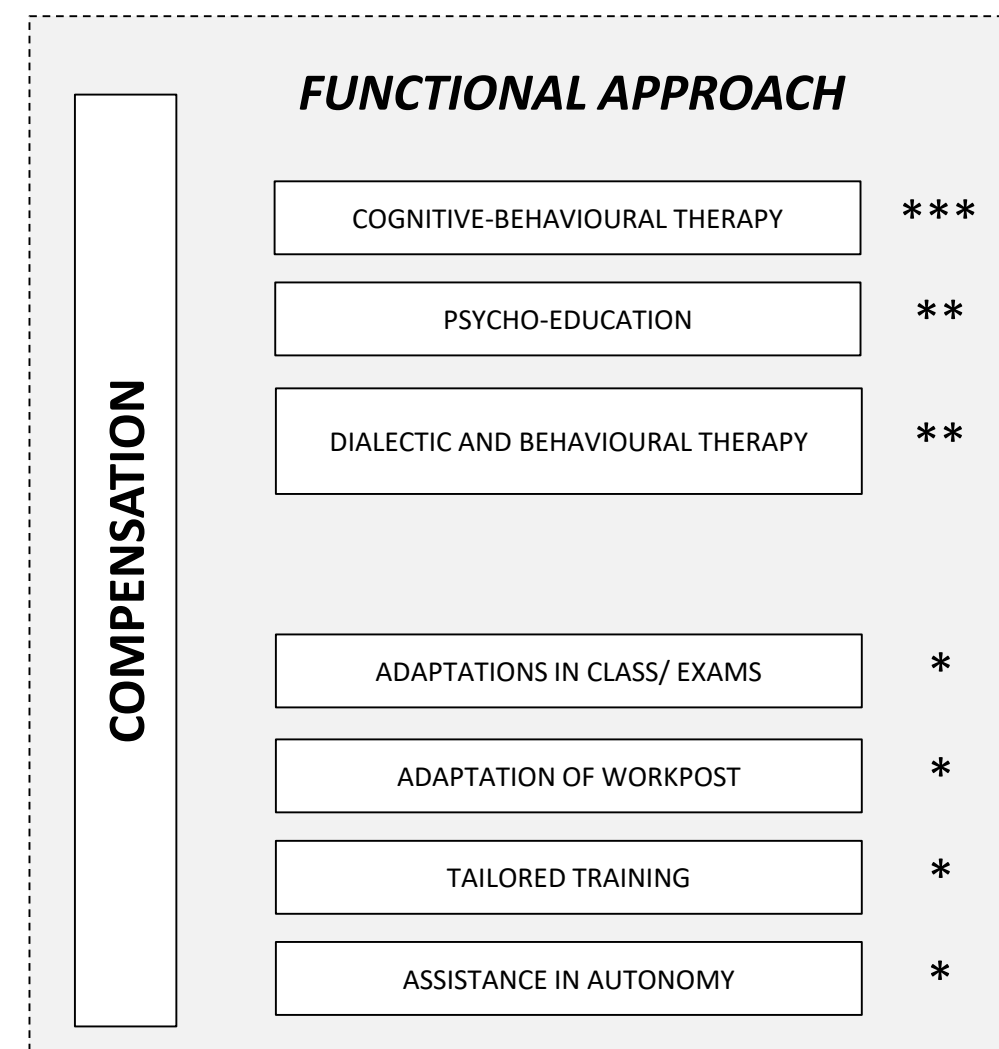 FUNCTIONAL APPROACH
COMPENSATION
COGNITIVE-BEHAVIOURAL THERAPY ***
PSYCHO-EDUCATION **
DIALECTIC AND BEHAVIOURAL THERAPY **
ADAPTATIONS IN CLASS/ EXAMS *
ADAPTATION OF WORKPOST *
TAILORED TRAINING *
ASSISTANCE IN AUTONOMY *